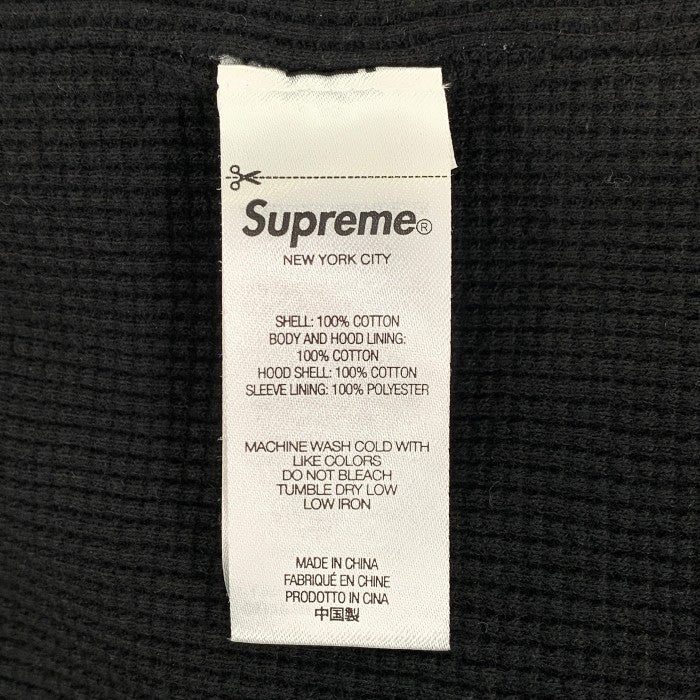 Supreme®
NEW YORK CITY
SHELL: 100% COTTON
BODY AND HOOD LINING:
100% COTTON
HOOD SHELL: 100% COTTON
SLEEVE LINING: 100% POLYESTER
MACHINE WASH COLD WITH
LIKE COLORS
DO NOT BLEACH
TUMBLE DRY LOW
LOW IRON
MADE IN CHINA
FABRIQUÉ EN CHINE
PRODOTTO IN CINA
中国製